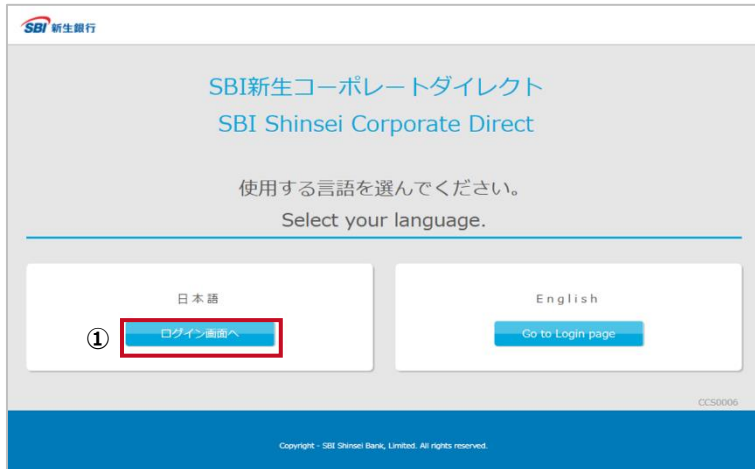 SBI 新生銀行
SBI新生コーポレートダイレクト
SBI Shinsei Corporate Direct
使用する言語を選んでください。
Select your language.
日本語
① ログイン画面へ
English
Go to Login page
CCS0006
Copyright - SBI Shinsei Bank, Limited. All rights reserved.